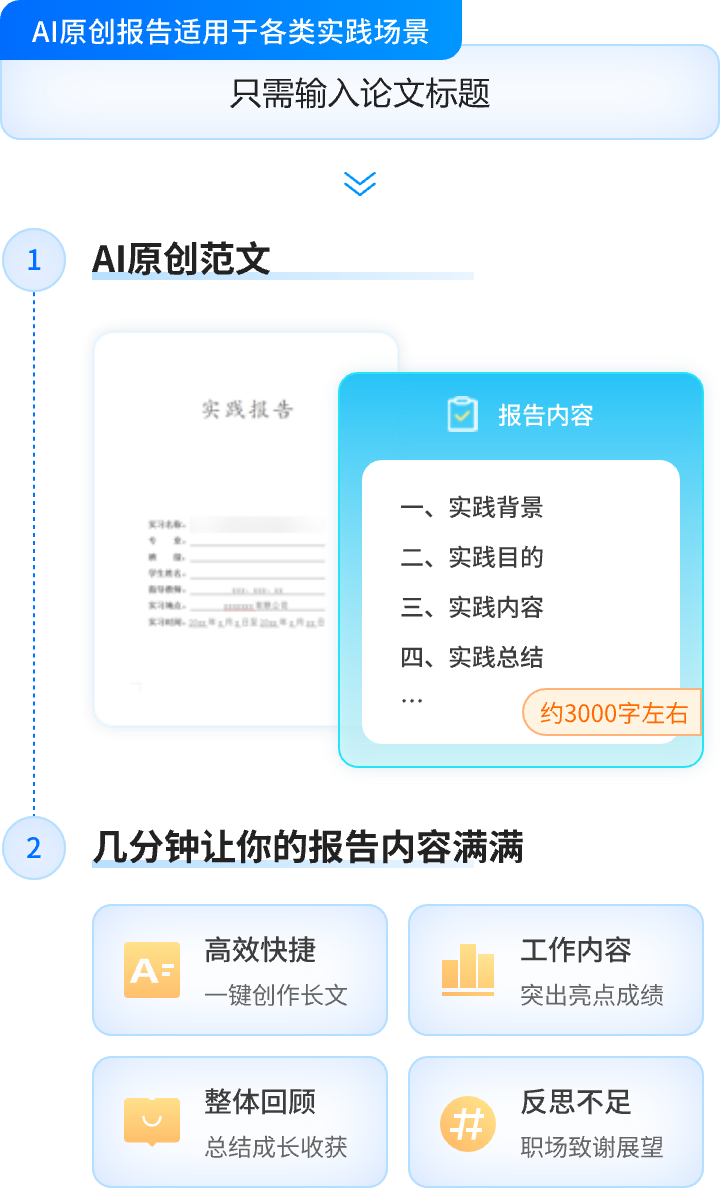 AI原创报告适用于各类实践场景
只需输入论文标题
1
AI原创范文
实践报告
实习名称:
专 业:
班 级:
学生姓名:
指导教师: xxx、xxx、xx
实习地点: xxxxxxx有限公司
实习时间: 20xx年x月x日至20xx年x月xx日
报告内容
一、实践背景
二、实践目的
三、实践内容
四、实践总结
...
约3000字左右
2
几分钟让你的报告内容满满
A
高效快捷
一键创作长文
工作内容
突出亮点成绩
整体回顾
总结成长收获
#
反思不足
职场致谢展望